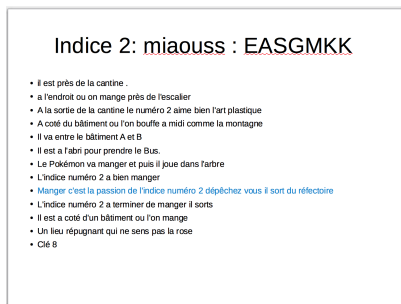 Indice 2: miaouss : EASGMKK
• il est près de la cantine .
• a l'endroit ou on mange près de l'escalier
• A la sortie de la cantine le numéro 2 aime bien l'art plastique
• A coté du bâtiment ou l'on bouffe a midi comme la montagne
• Il va entre le bâtiment A et B
• Il est a l'abri pour prendre le Bus.
• Le Pokémon va manger et puis il joue dans l'arbre
• L'indice numéro 2 a bien manger
• Manger c'est la passion de l'indice numéro 2 dépêchez vous il sort du réfectoire
• L'indice numéro 2 a terminer de manger il sorts
• Il est a coté d'un bâtiment ou l'on mange
• Un lieu répugnant qui ne sens pas la rose
• Clé 8